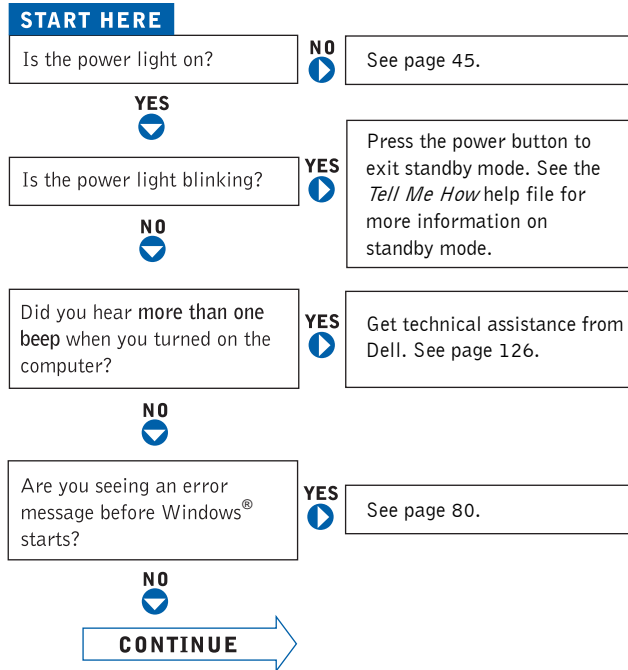 START HERE
Is the power light on?
NO
See page 45.
YES
Is the power light blinking?
YES
Press the power button to
exit standby mode. See the
Tell Me How help file for
more information on
standby mode.
NO
Did you hear more than one
beep when you turned on the
computer?
YES
Get technical assistance from
Dell. See page 126.
NO
Are you seeing an error
message before Windows®
starts?
YES
See page 80.
NO
CONTINUE